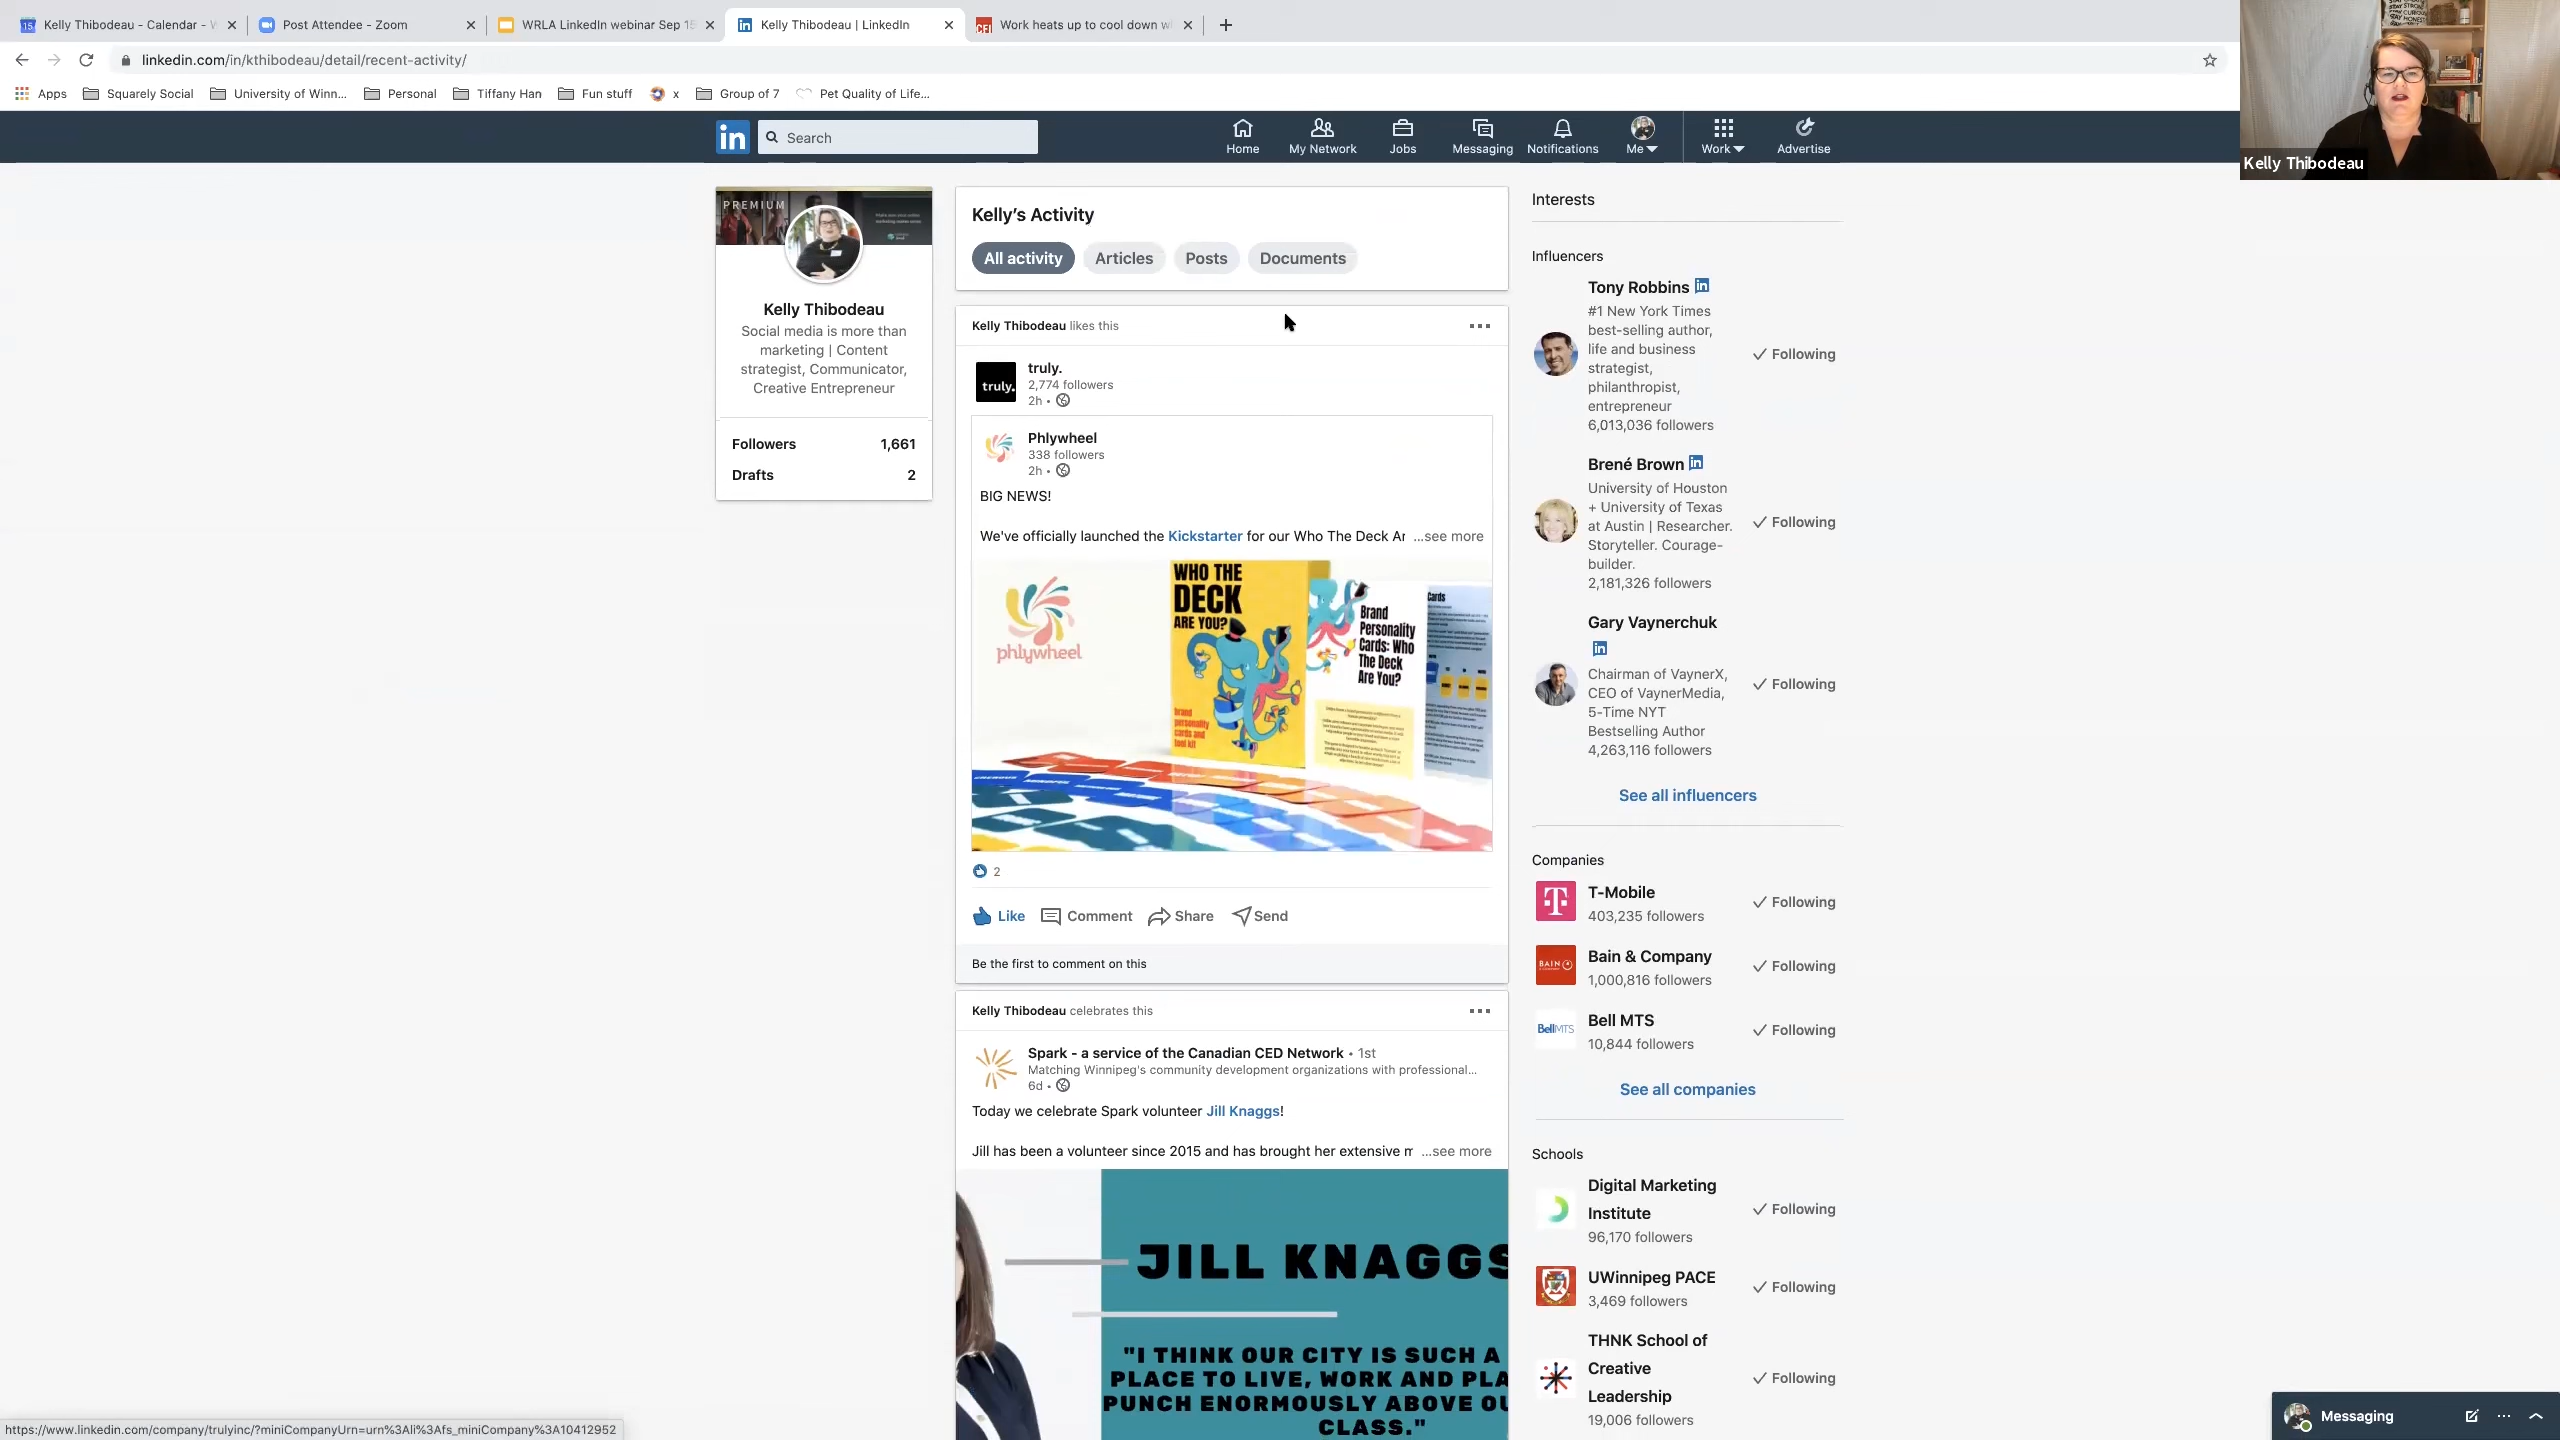 Kelly Thibodeau - Calendar - W
Post Attendee - Zoom
WRLA LinkedIn webinar Sep 15
Kelly Thibodeau | LinkedIn
Work heats up to cool down w
linkedin.com/in/kthibodeau/detail/recent-activity/
Apps
Squarely Social
University of Winn...
Personal
Tiffany Han
Fun stuff
x
Group of 7
Pet Quality of Life...
Kelly Thibodeau
in
Search
Home
My Network
Jobs
Messaging
Notifications
Me
Work
Advertise
PREMIUM
Kelly Thibodeau
Social media is more than
marketing | Content
strategist, Communicator,
Creative Entrepreneur
Followers 1,661
Drafts 2
Kelly's Activity
All activity
Articles
Posts
Documents
Kelly Thibodeau likes this
truly.
truly.
2,774 followers
2h •
Phlywheel
338 followers
2h •
BIG NEWS!
We've officially launched the Kickstarter for our Who The Deck Ar ...see more
phlywheel
WHO THE
DECK
ARE YOU?
brand
personality
cards and
tool kit
Brand
Personality
Cards: Who
The Deck
Are You?
Cards
2
Like
Comment
Share
Send
Be the first to comment on this
Kelly Thibodeau celebrates this
Spark - a service of the Canadian CED Network • 1st
Matching Winnipeg's community development organizations with professional...
6d •
Today we celebrate Spark volunteer Jill Knaggs!
Jill has been a volunteer since 2015 and has brought her extensive m ...see more
JILL KNAGGS
"I THINK OUR CITY IS SUCH A
PLACE TO LIVE, WORK AND PLA
PUNCH ENORMOUSLY ABOVE OU
CLASS."
Interests
Influencers
Tony Robbins
#1 New York Times
best-selling author,
life and business
strategist,
philanthropist,
entrepreneur
6,013,036 followers
Following
Brené Brown
University of Houston
+ University of Texas
at Austin | Researcher.
Storyteller. Courage-
builder.
2,181,326 followers
Following
Gary Vaynerchuk
Chairman of VaynerX,
CEO of VaynerMedia,
5-Time NYT
Bestselling Author
4,263,116 followers
Following
See all influencers
Companies
T-Mobile
403,235 followers
Following
BAIN
Bain & Company
1,000,816 followers
Following
BellMTS
Bell MTS
10,844 followers
Following
See all companies
Schools
Digital Marketing
Institute
96,170 followers
Following
UWinnipeg PACE
3,469 followers
Following
THNK School of
Creative
Leadership
19,006 followers
Following
Messaging
https://www.linkedin.com/company/trulyinc/?miniCompanyUrn=urn%3Ali%3Afs_miniCompany%3A10412952